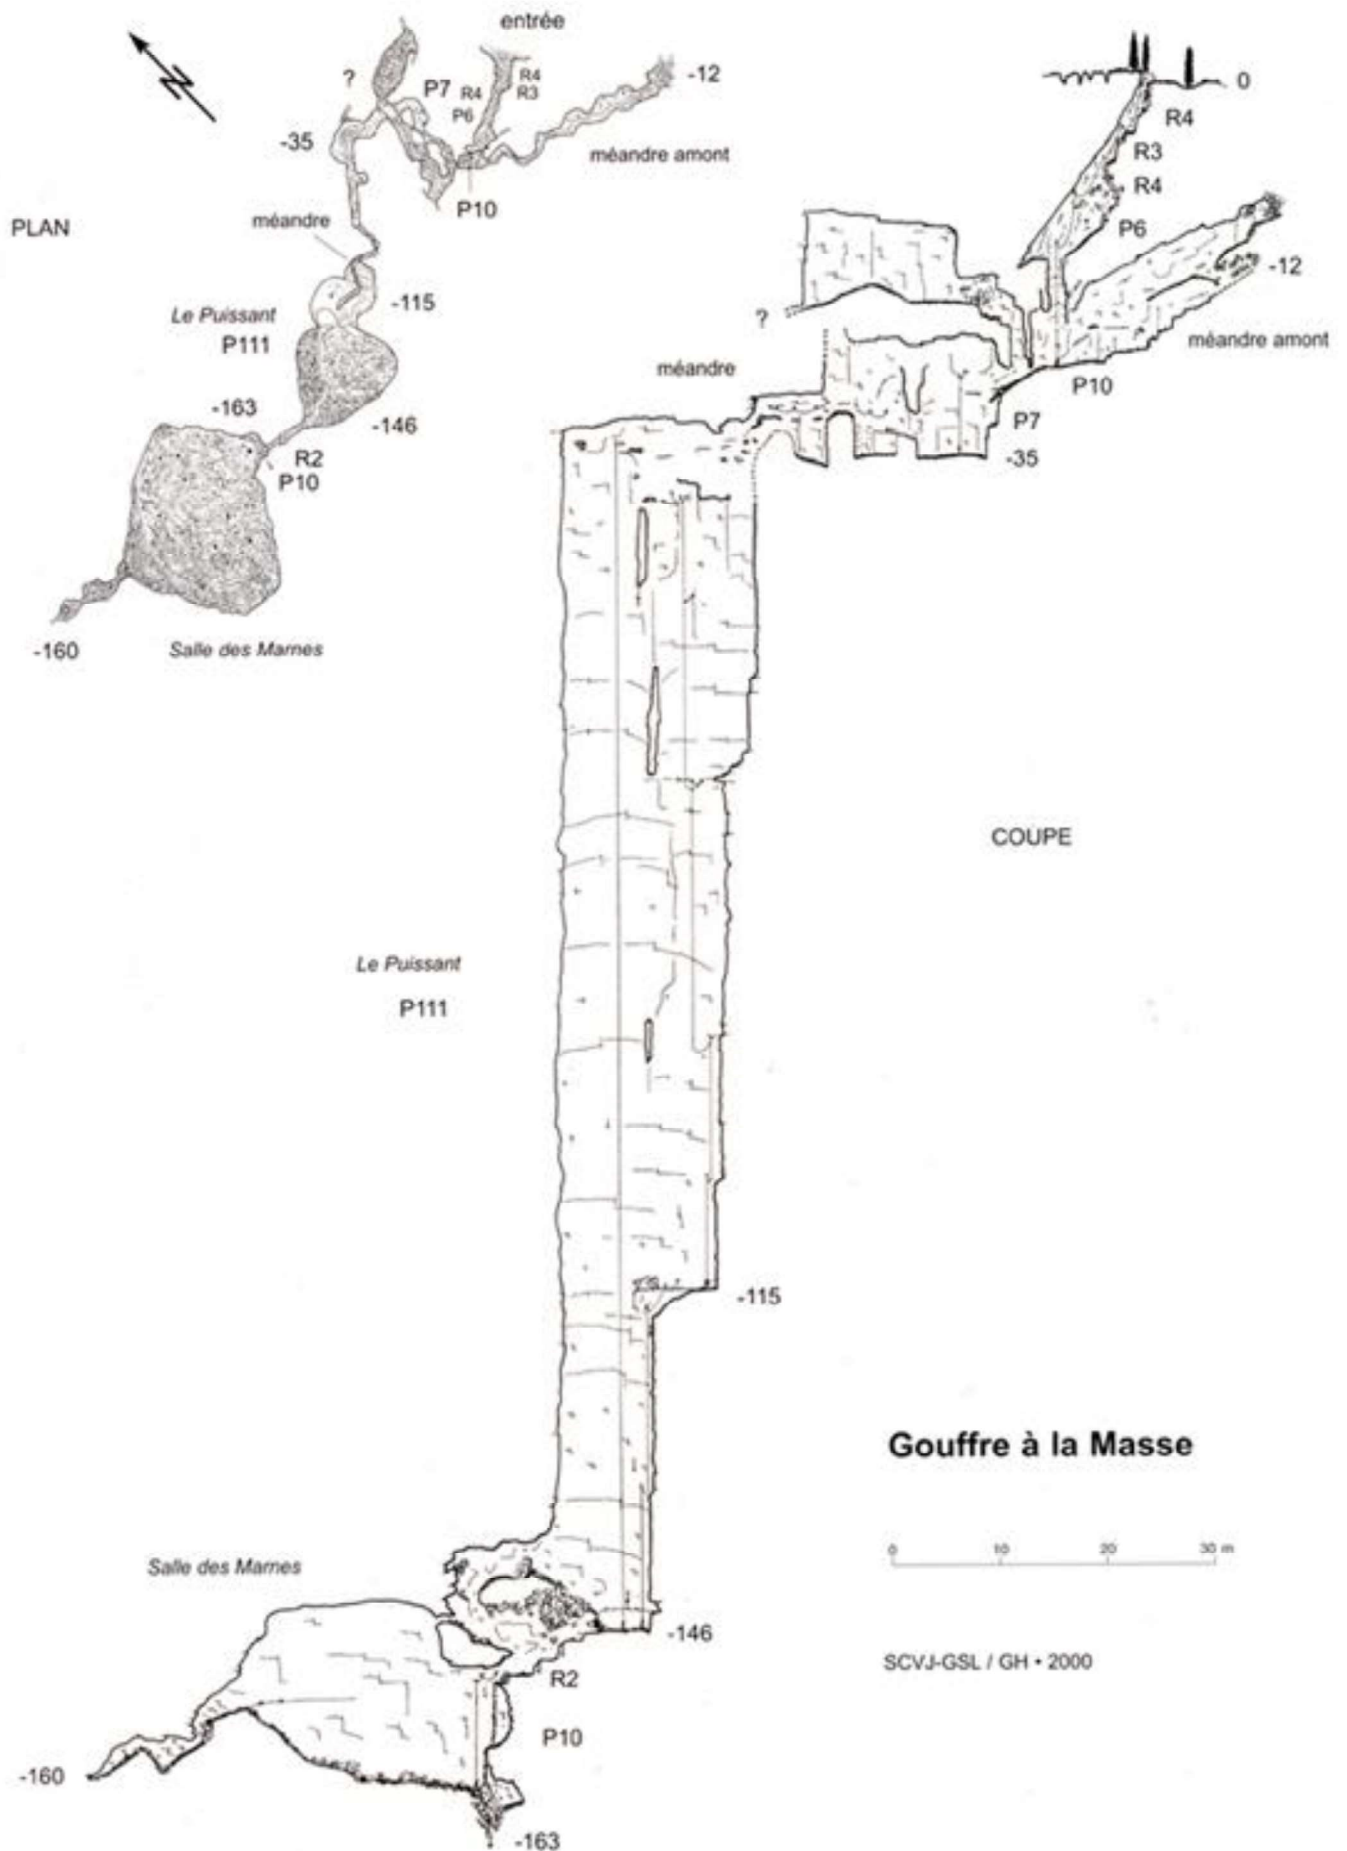 entrée
?
P7
R4
P6
R4
R3
-12
-35
méandre amont
P10
PLAN
méandre
-115
Le Puissant
P111
-163
-146
R2
P10
-160
Salle des Marnes
0
R4
R3
R4
P6
-12
?
méandre amont
méandre
P10
P7
-35
COUPE
Le Puissant
P111
-115
Gouffre à la Masse
0 10 20 30 m
Salle des Marnes
-146
SCVJ-GSL / GH • 2000
R2
P10
-160
-163